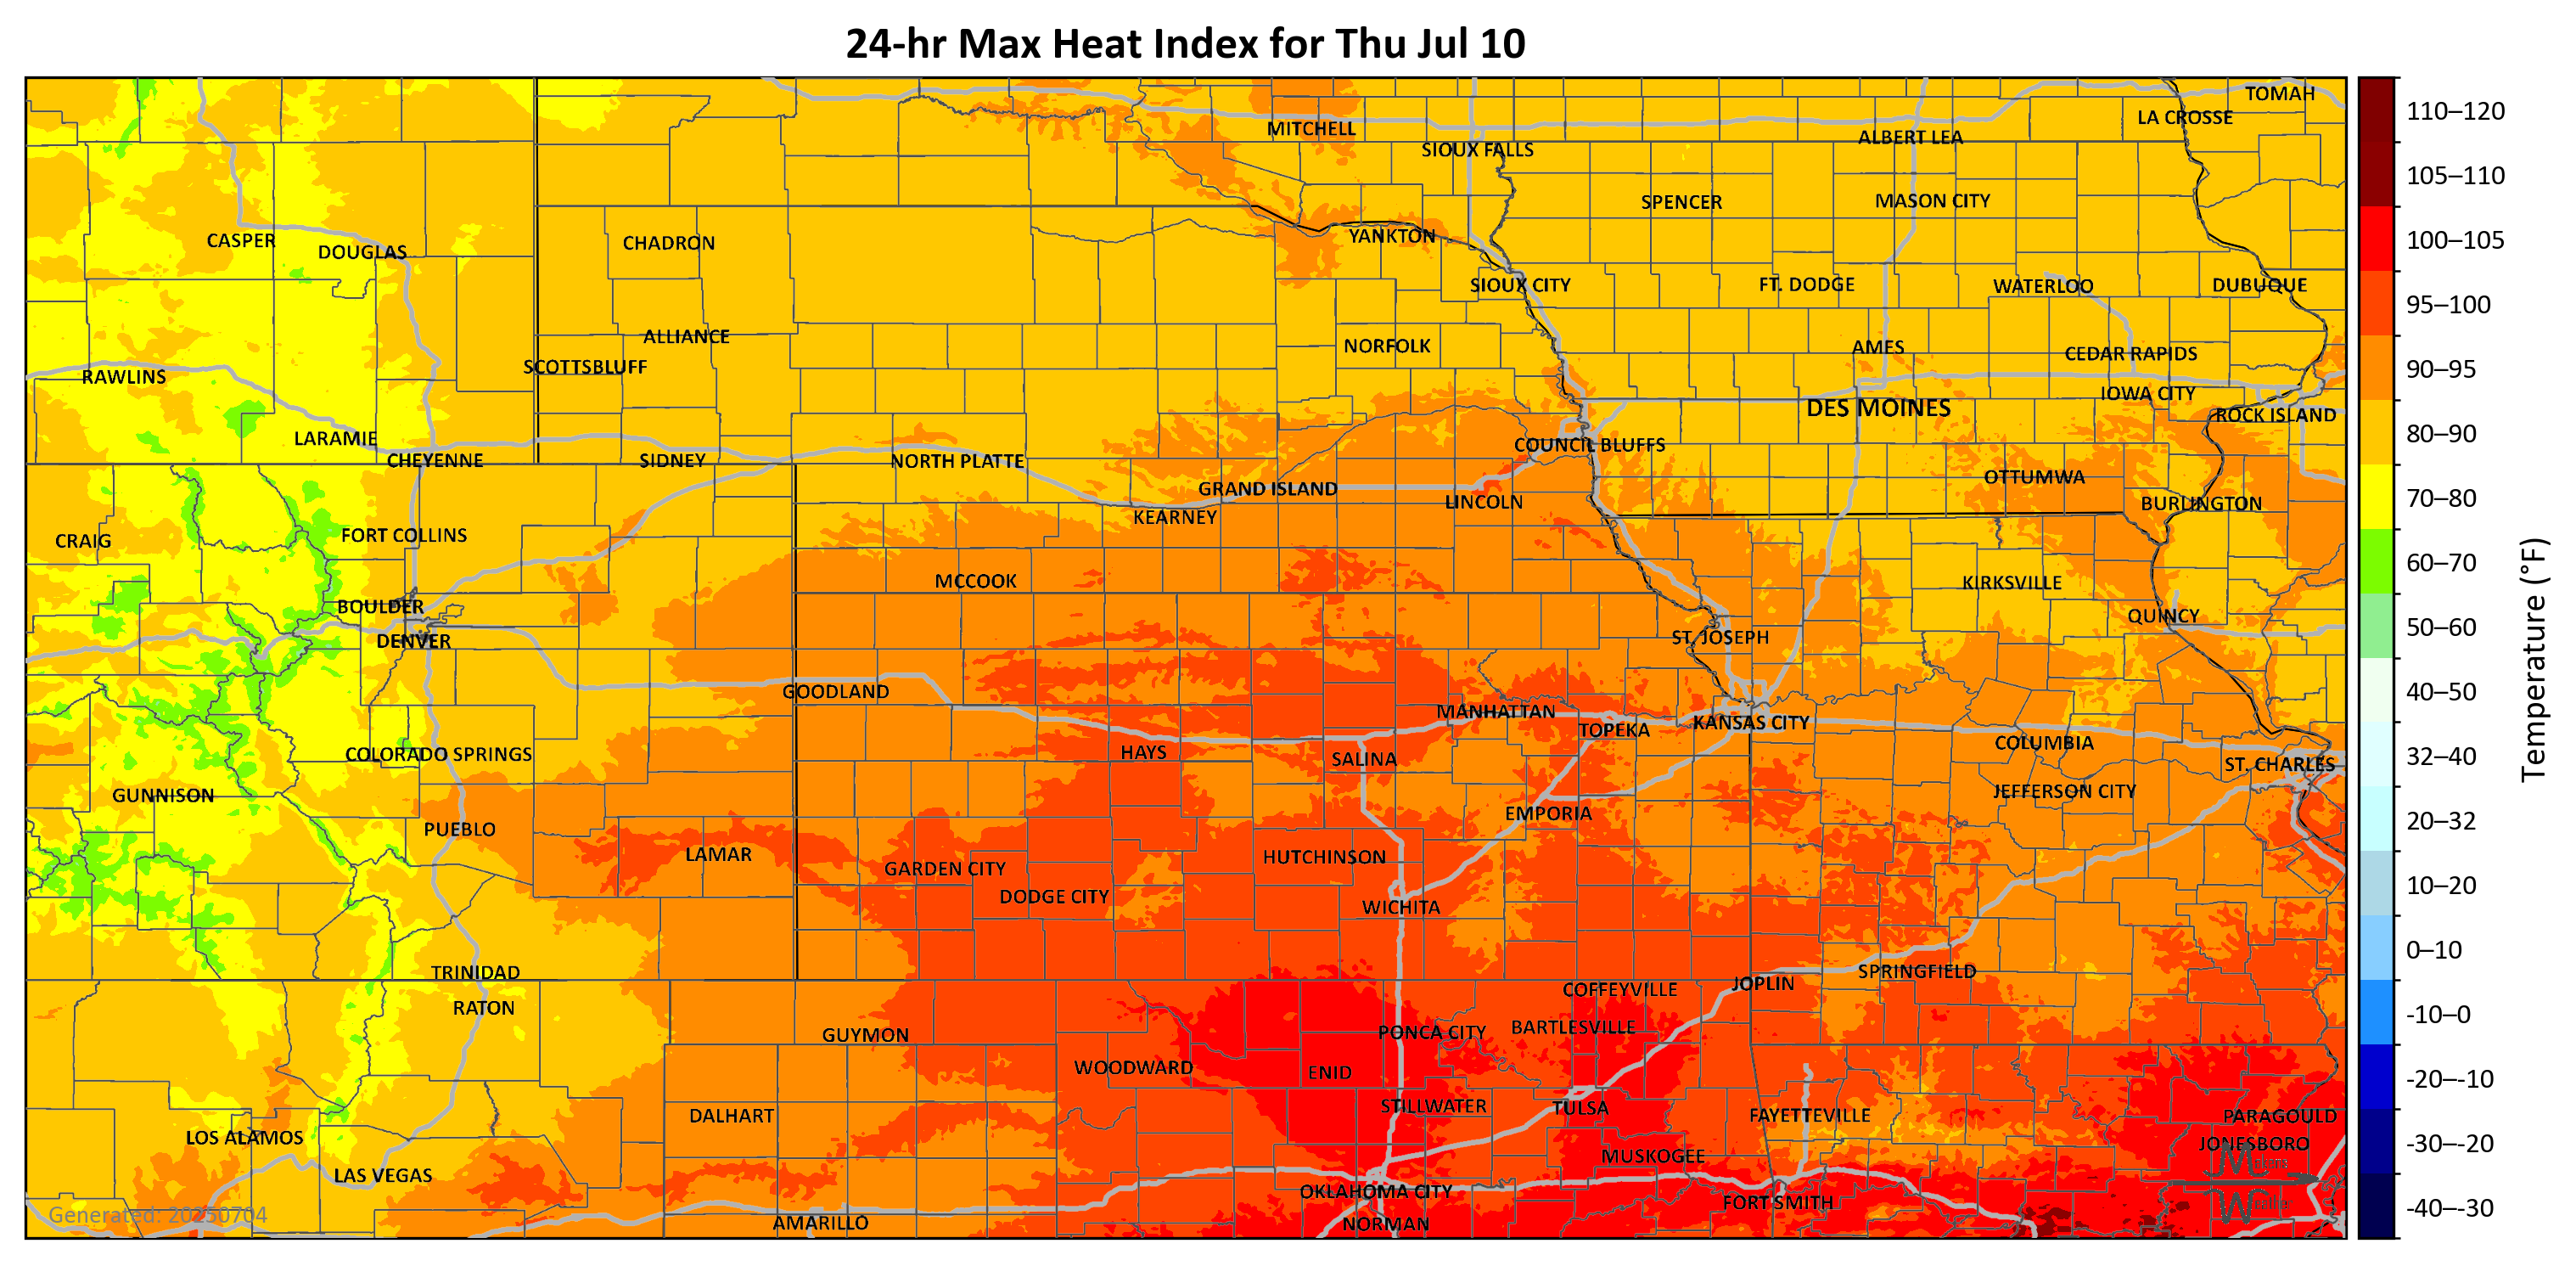 24-hr Max Heat Index for Thu Jul 10
TOMAH
LA CROSSE
MITCHELL
ALBERT LEA
SIOUX FALLS
SPENCER
MASON CITY
CASPER
DOUGLAS
CHADRON
YANKTON
SIOUX CITY
FT. DODGE
WATERLOO
DUBUQUE
ALLIANCE
NORFOLK
AMES
CEDAR RAPIDS
SCOTTSBLUFF
RAWLINS
IOWA CITY
DES MOINES
ROCK ISLAND
LARAMIE
COUNCIL BLUFFS
CHEYENNE
SIDNEY
NORTH PLATTE
OTTUMWA
GRAND ISLAND
LINCOLN
BURLINGTON
KEARNEY
FORT COLLINS
CRAIG
MCCOOK
KIRKSVILLE
BOULDER
QUINCY
DENVER
ST. JOSEPH
GOODLAND
MANHATTAN
KANSAS CITY
TOPEKA
COLUMBIA
COLORADO SPRINGS
HAYS
SALINA
ST. CHARLES
GUNNISON
JEFFERSON CITY
EMPORIA
PUEBLO
LAMAR
HUTCHINSON
GARDEN CITY
DODGE CITY
WICHITA
TRINIDAD
SPRINGFIELD
JOPLIN
COFFEYVILLE
RATON
GUYMON
PONCA CITY
BARTLESVILLE
WOODWARD
ENID
STILLWATER
TULSA
DALHART
FAYETTEVILLE
PARAGOULD
LOS ALAMOS
JONESBORO
MUSKOGEE
LAS VEGAS
OKLAHOMA CITY
FORT SMITH
AMARILLO
NORMAN
Generated: 20250704
110–120
105–110
100–105
95–100
90–95
80–90
70–80
60–70
50–60
40–50
32–40
20–32
10–20
0–10
-10–0
-20–-10
-30–-20
-40–-30
Temperature (°F)